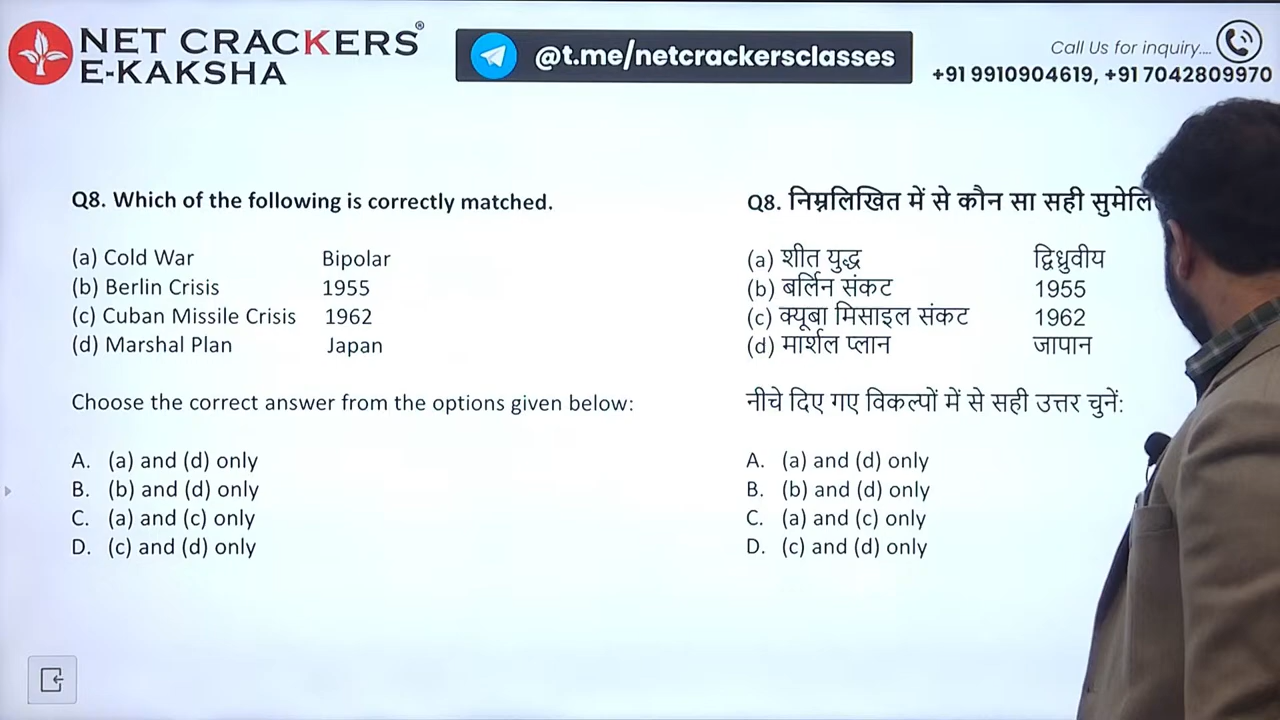 NET CRACKERS®
E-KAKSHA
@t.me/netcrackersclasses
Call Us for inquiry....
+91 9910904619, +91 7042809970
Q8. Which of the following is correctly matched.
(a) Cold War Bipolar
(b) Berlin Crisis 1955
(c) Cuban Missile Crisis 1962
(d) Marshal Plan Japan
Choose the correct answer from the options given below:
A. (a) and (d) only
B. (b) and (d) only
C. (a) and (c) only
D. (c) and (d) only
Q8. निम्नलिखित में से कौन सा सही
(a) शीत युद्ध द्विध्रुवीय
(b) बर्लिन संकट 1955
(c) क्यूबा मिसाइल संकट 1962
(d) मार्शल प्लान जापान
नीचे दिए गए विकल्पों में से सही उत्तर चुनें:
A. (a) and (d) only
B. (b) and (d) only
C. (a) and (c) only
D. (c) and (d) only